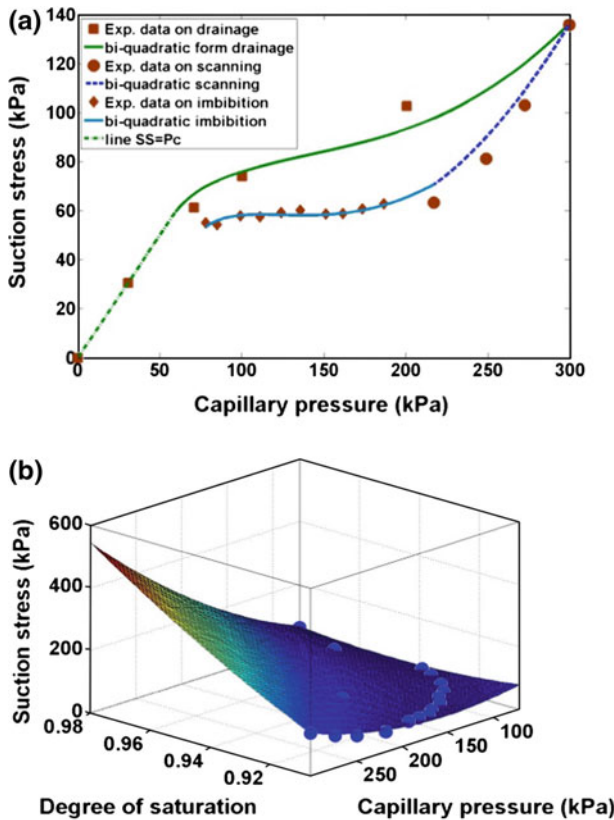 (a)
140
120
100
80
60
40
20
0
Suction stress (kPa)
Exp. data on drainage
bi-quadratic form drainage
Exp. data on scanning
bi-quadratic scanning
Exp. data on imbibition
bi-quadratic imbibition
line SS=Pc
0 50 100 150 200 250 300
Capillary pressure (kPa)
(b)
600
400
200
0
Suction stress (kPa)
0.98 0.96 0.94 0.92
Degree of saturation
250 200 150 100
Capillary pressure (kPa)